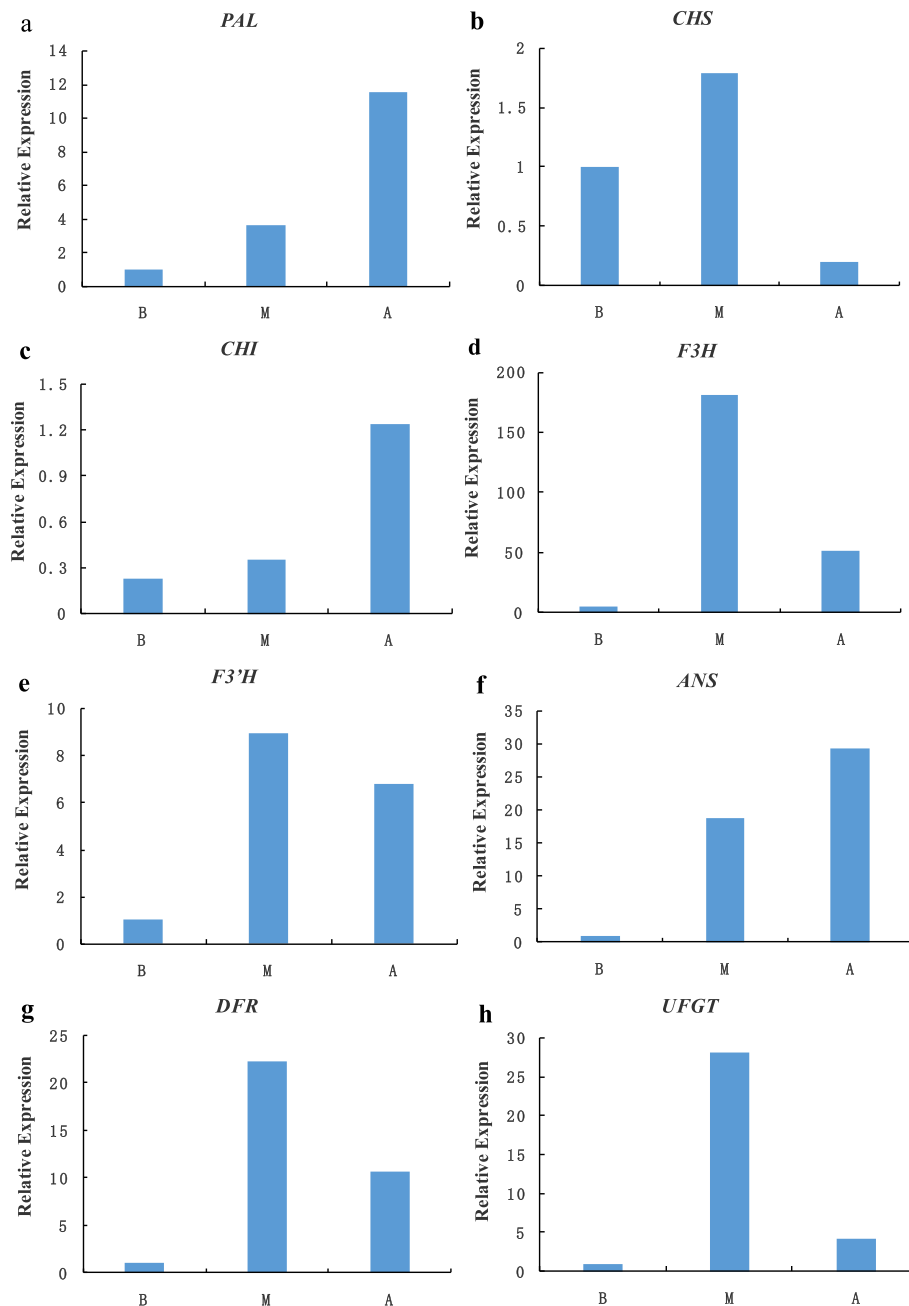 a
PAL
Relative Expression
14
12
10
8
6
4
2
0
B M A
b
CHS
Relative Expression
2
1.5
1
0.5
0
B M A
c
CHI
Relative Expression
1.5
1.2
0.9
0.6
0.3
0
B M A
d
F3H
Relative Expression
200
150
100
50
0
B M A
e
F3’H
Relative Expression
10
8
6
4
2
0
B M A
f
ANS
Relative Expression
35
30
25
20
15
10
5
0
B M A
g
DFR
Relative Expression
25
20
15
10
5
0
B M A
h
UFGT
Relative Expression
30
25
20
15
10
5
0
B M A